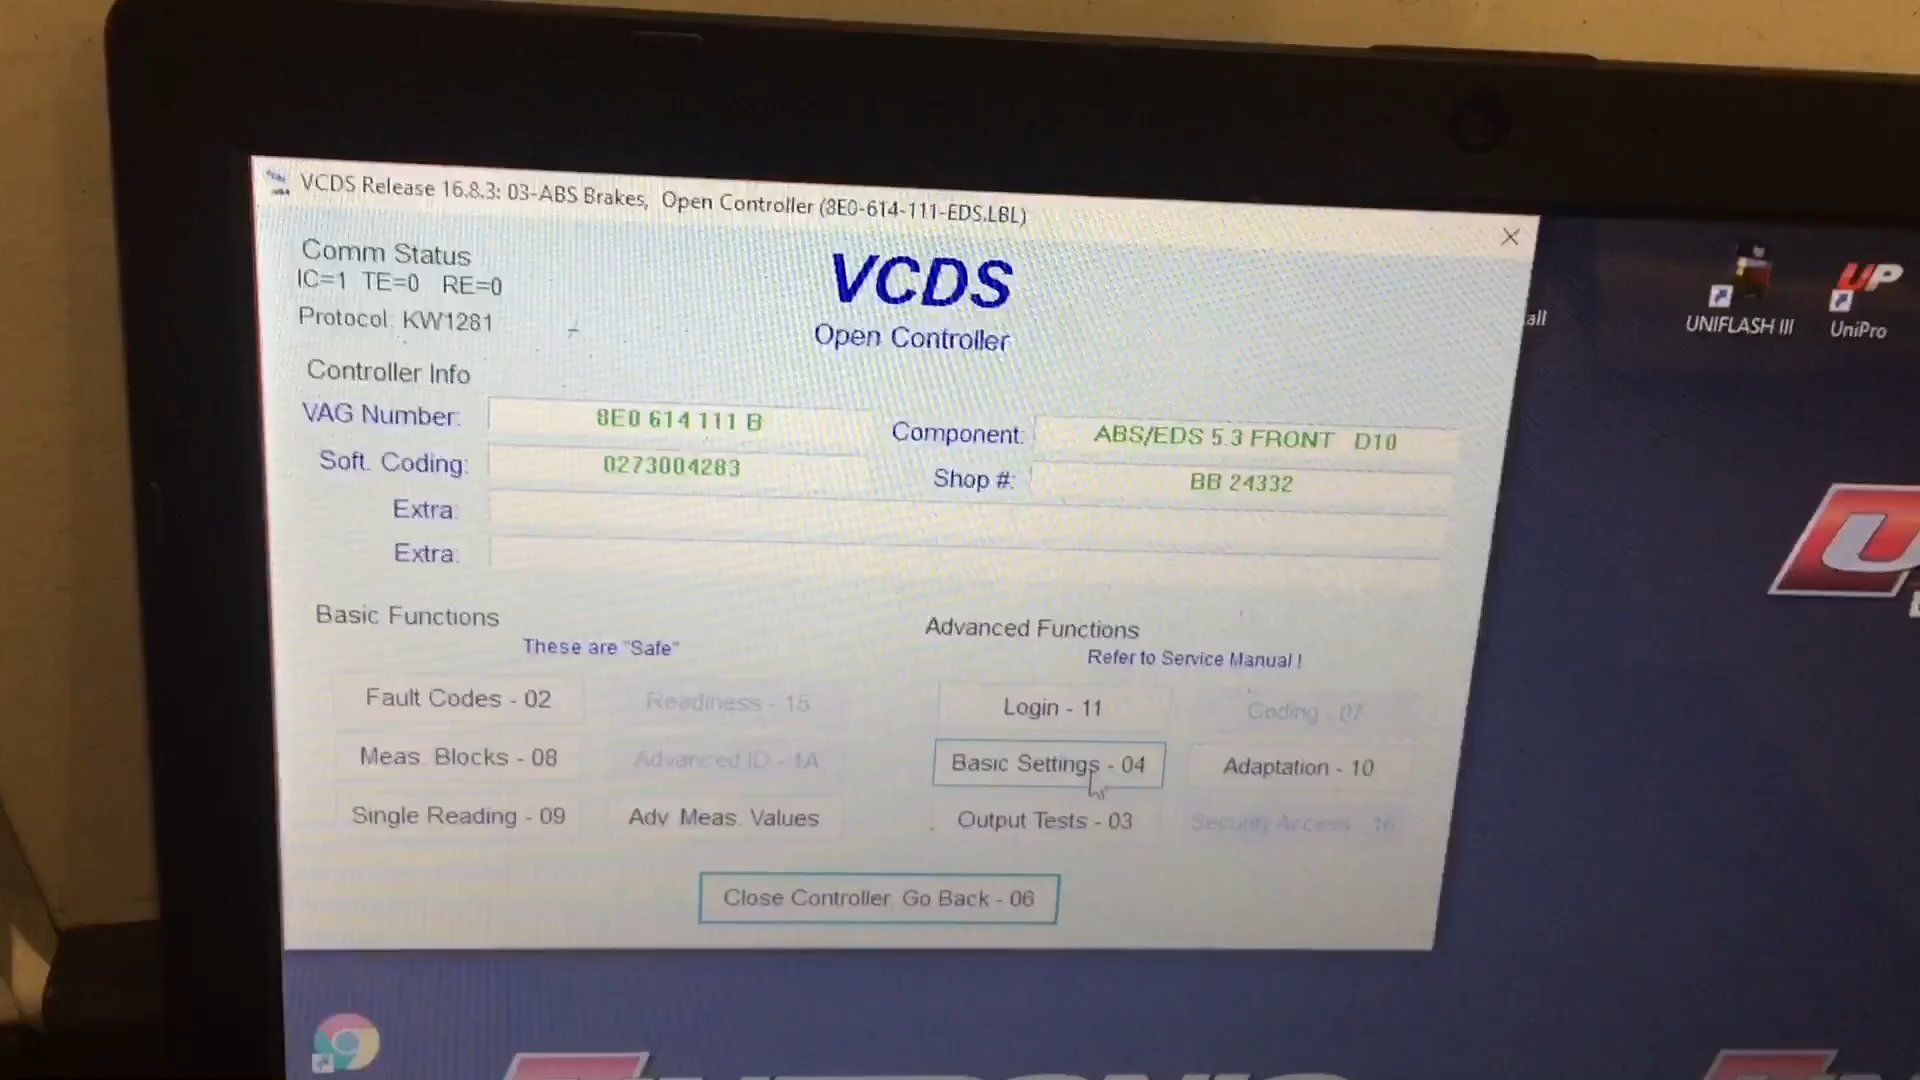 VCDS Release 16.8.3: 03-ABS Brakes, Open Controller (8E0-614-111-EDS.LBL)
Comm Status
IC=1 TE=0 RE=0
Protocol: KW1281
VCDS
Open Controller
Controller Info
VAG Number: 8E0 614 111 B
Component: ABS/EDS 5.3 FRONT D10
Soft. Coding: 0273004283
Shop #: BB 24332
Extra:
Extra:
Basic Functions
These are "Safe"
Advanced Functions
Refer to Service Manual !
Fault Codes - 02
Readiness - 15
Login - 11
Coding - 07
Meas. Blocks - 08
Advanced ID - 1A
Basic Settings - 04
Adaptation - 10
Single Reading - 09
Adv. Meas. Values
Output Tests - 03
Security Access - 16
Close Controller, Go Back - 06
all
UNIFLASH III
UP
UniPro
U